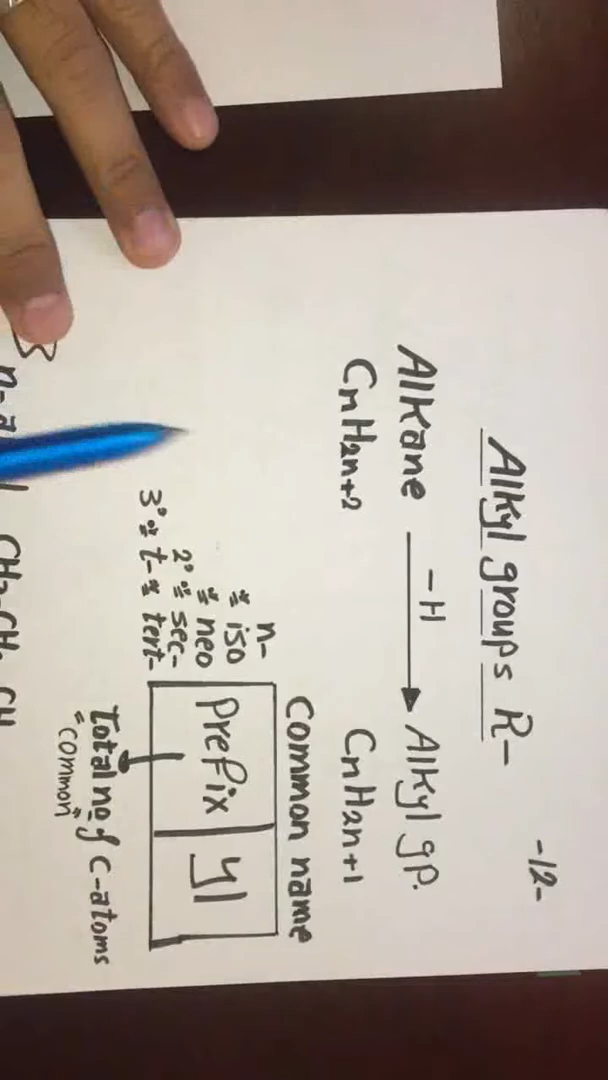 -12-
Alkyl groups R-
Alkane -H Alkyl gp.
CnH2n+2 CnH2n+1
Common name
n-
iso
neo
2° sec-
3° t- tert-
Prefix yl
Total no of C-atoms
"common"
n-